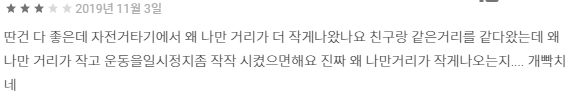 ★★★★★ 2019년 11월 3일
딴건 다 좋은데 자전거타기에서 왜 나만 거리가 더 작게나왔나요 친구랑 같은거리를 같다왔는데 왜
나만 거리가 작고 운동을일시정지좀 작작 시켰으면해요 진짜 왜 나만거리가 작게나오는지.... 개빡치
네